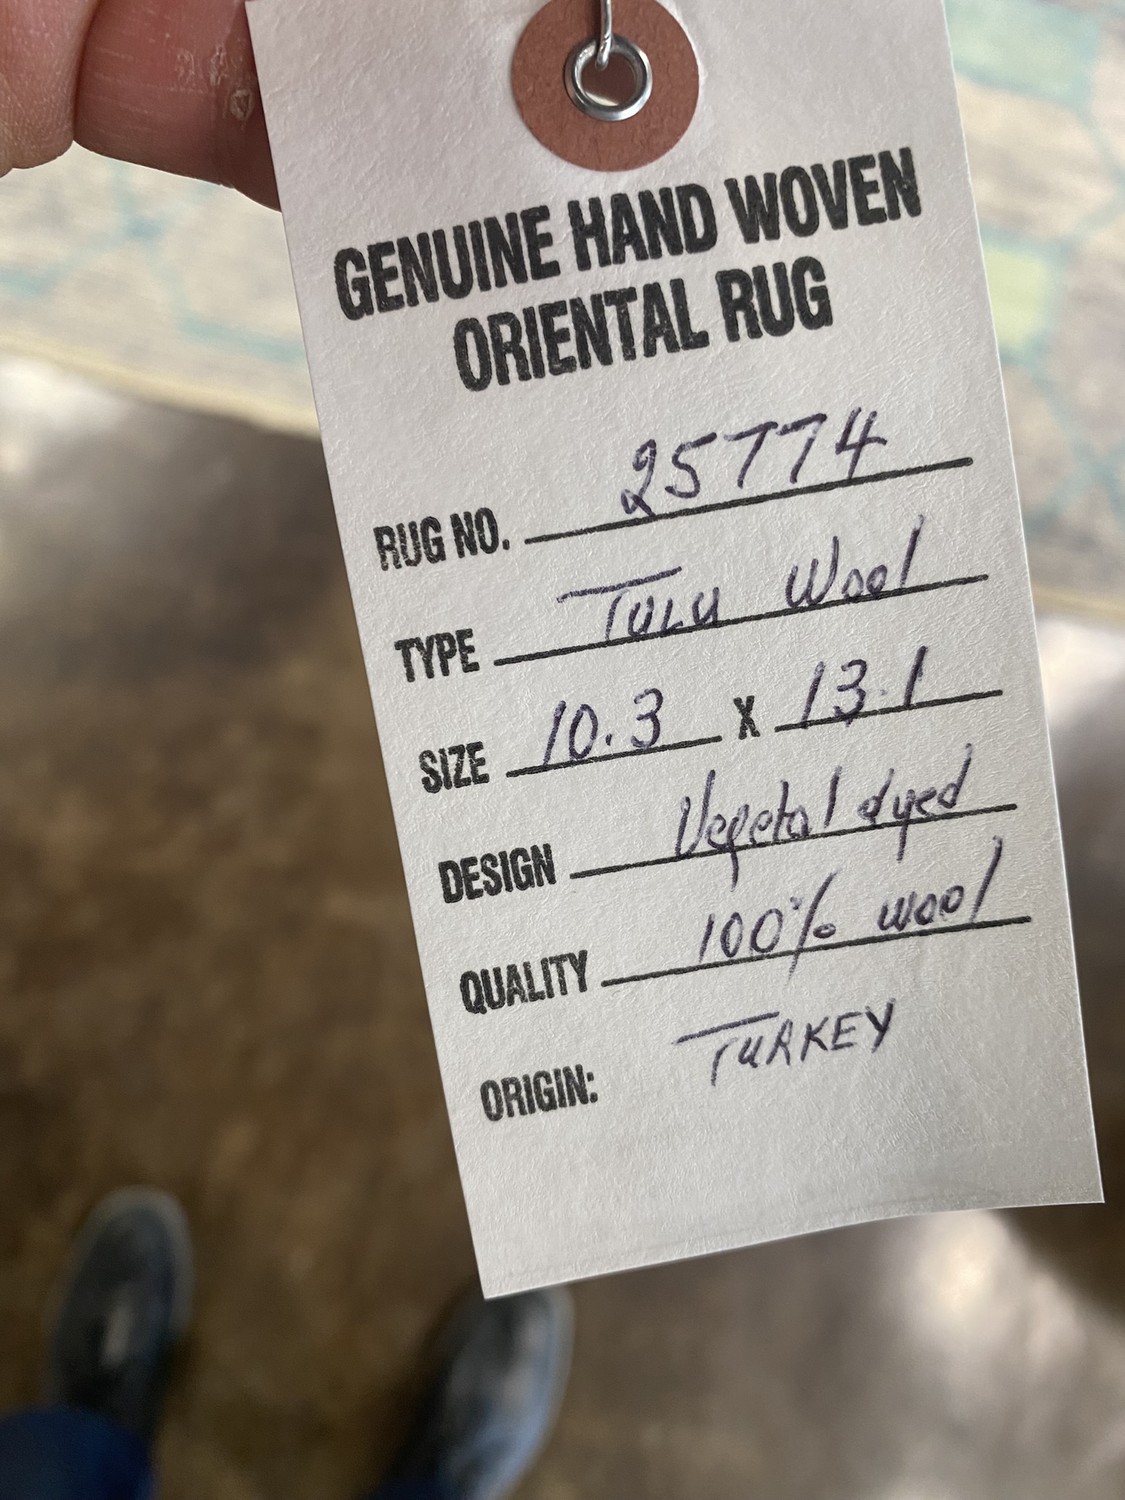 GENUINE HAND WOVEN
ORIENTAL RUG
RUG NO. 25774
TYPE TULU Wool
SIZE 10.3 X 13.1
DESIGN Vegetal dyed
QUALITY 100% wool
ORIGIN: TURKEY